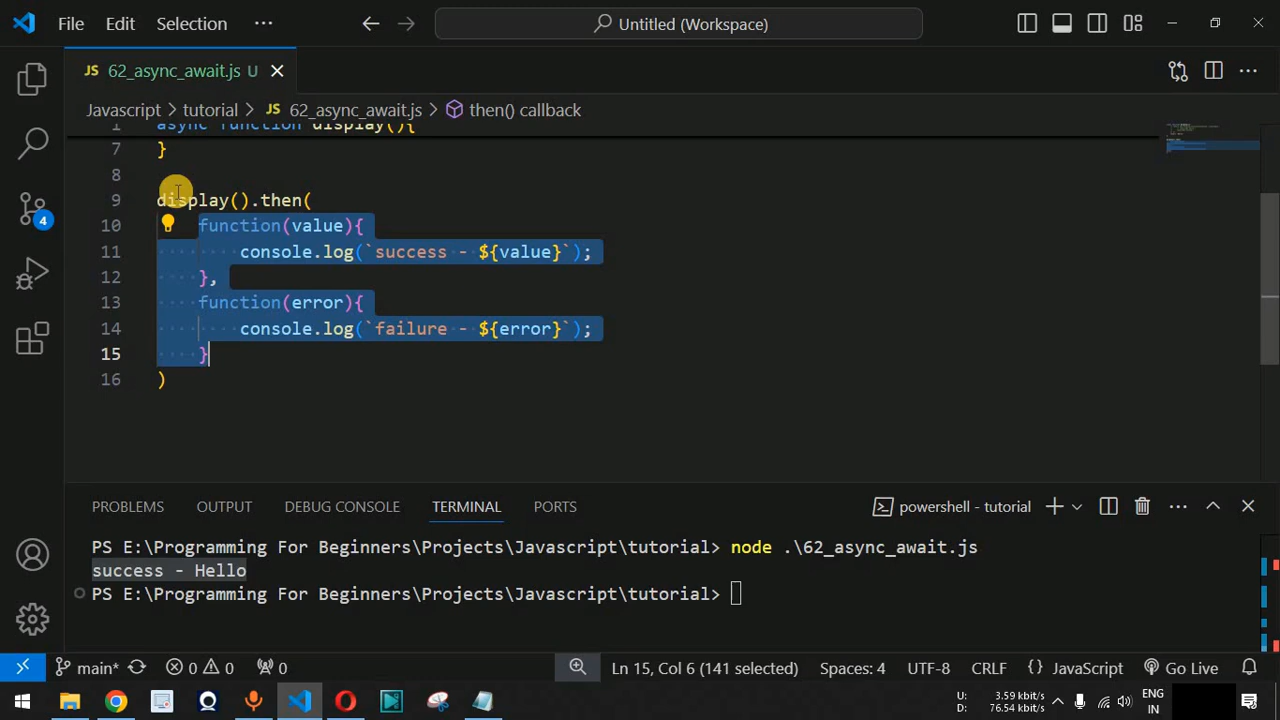 File Edit Selection ··· Untitled (Workspace)
JS 62_async_await.js U
Javascript > tutorial > JS 62_async_await.js > then() callback
1 async function display(){
7 }
8
9 display().then(
10 function(value){
11 console.log(`success - ${value}`);
12 },
13 function(error){
14 console.log(`failure - ${error}`);
15 }
16 )
PROBLEMS OUTPUT DEBUG CONSOLE TERMINAL PORTS powershell - tutorial
PS E:\Programming For Beginners\Projects\Javascript\tutorial> node .\62_async_await.js
success - Hello
PS E:\Programming For Beginners\Projects\Javascript\tutorial>
4
main* 0 0 0 Ln 15, Col 6 (141 selected) Spaces: 4 UTF-8 CRLF {} JavaScript Go Live
U: 3.59 kbit/s
D: 76.54 kbit/s
ENG
IN